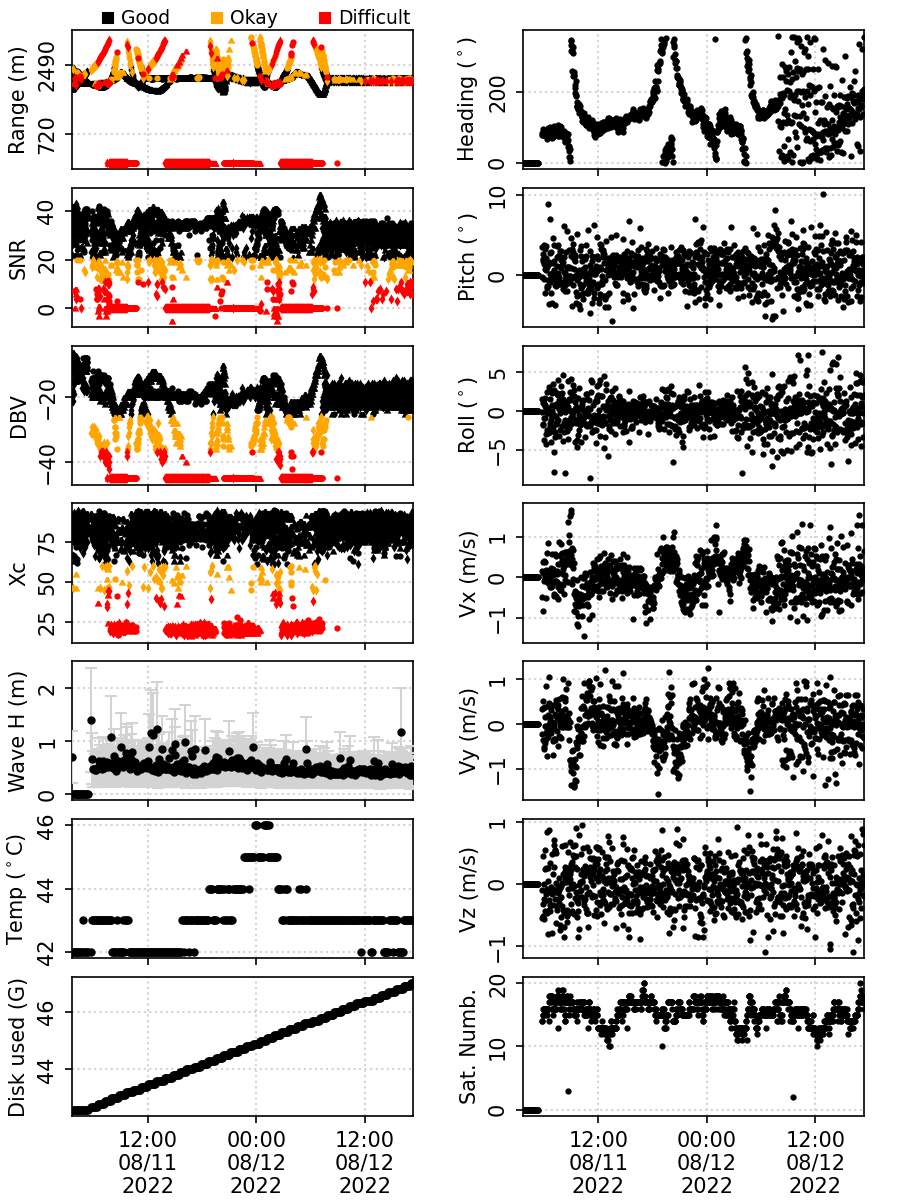 Good Okay Difficult
Range (m)
2490
720
Heading (°)
200
0
SNR
40
20
0
Pitch (°)
10
0
DBV
−20
−40
Roll (°)
5
0
−5
Xc
75
50
25
Vx (m/s)
1
0
−1
Wave H (m)
2
1
0
Vy (m/s)
1
0
−1
Temp (°C)
46
44
42
Vz (m/s)
1
0
−1
Disk used (G)
46
44
Sat. Numb.
20
10
0
12:00 00:00 12:00
08/11 08/12 08/12
2022 2022 2022
12:00 00:00 12:00
08/11 08/12 08/12
2022 2022 2022